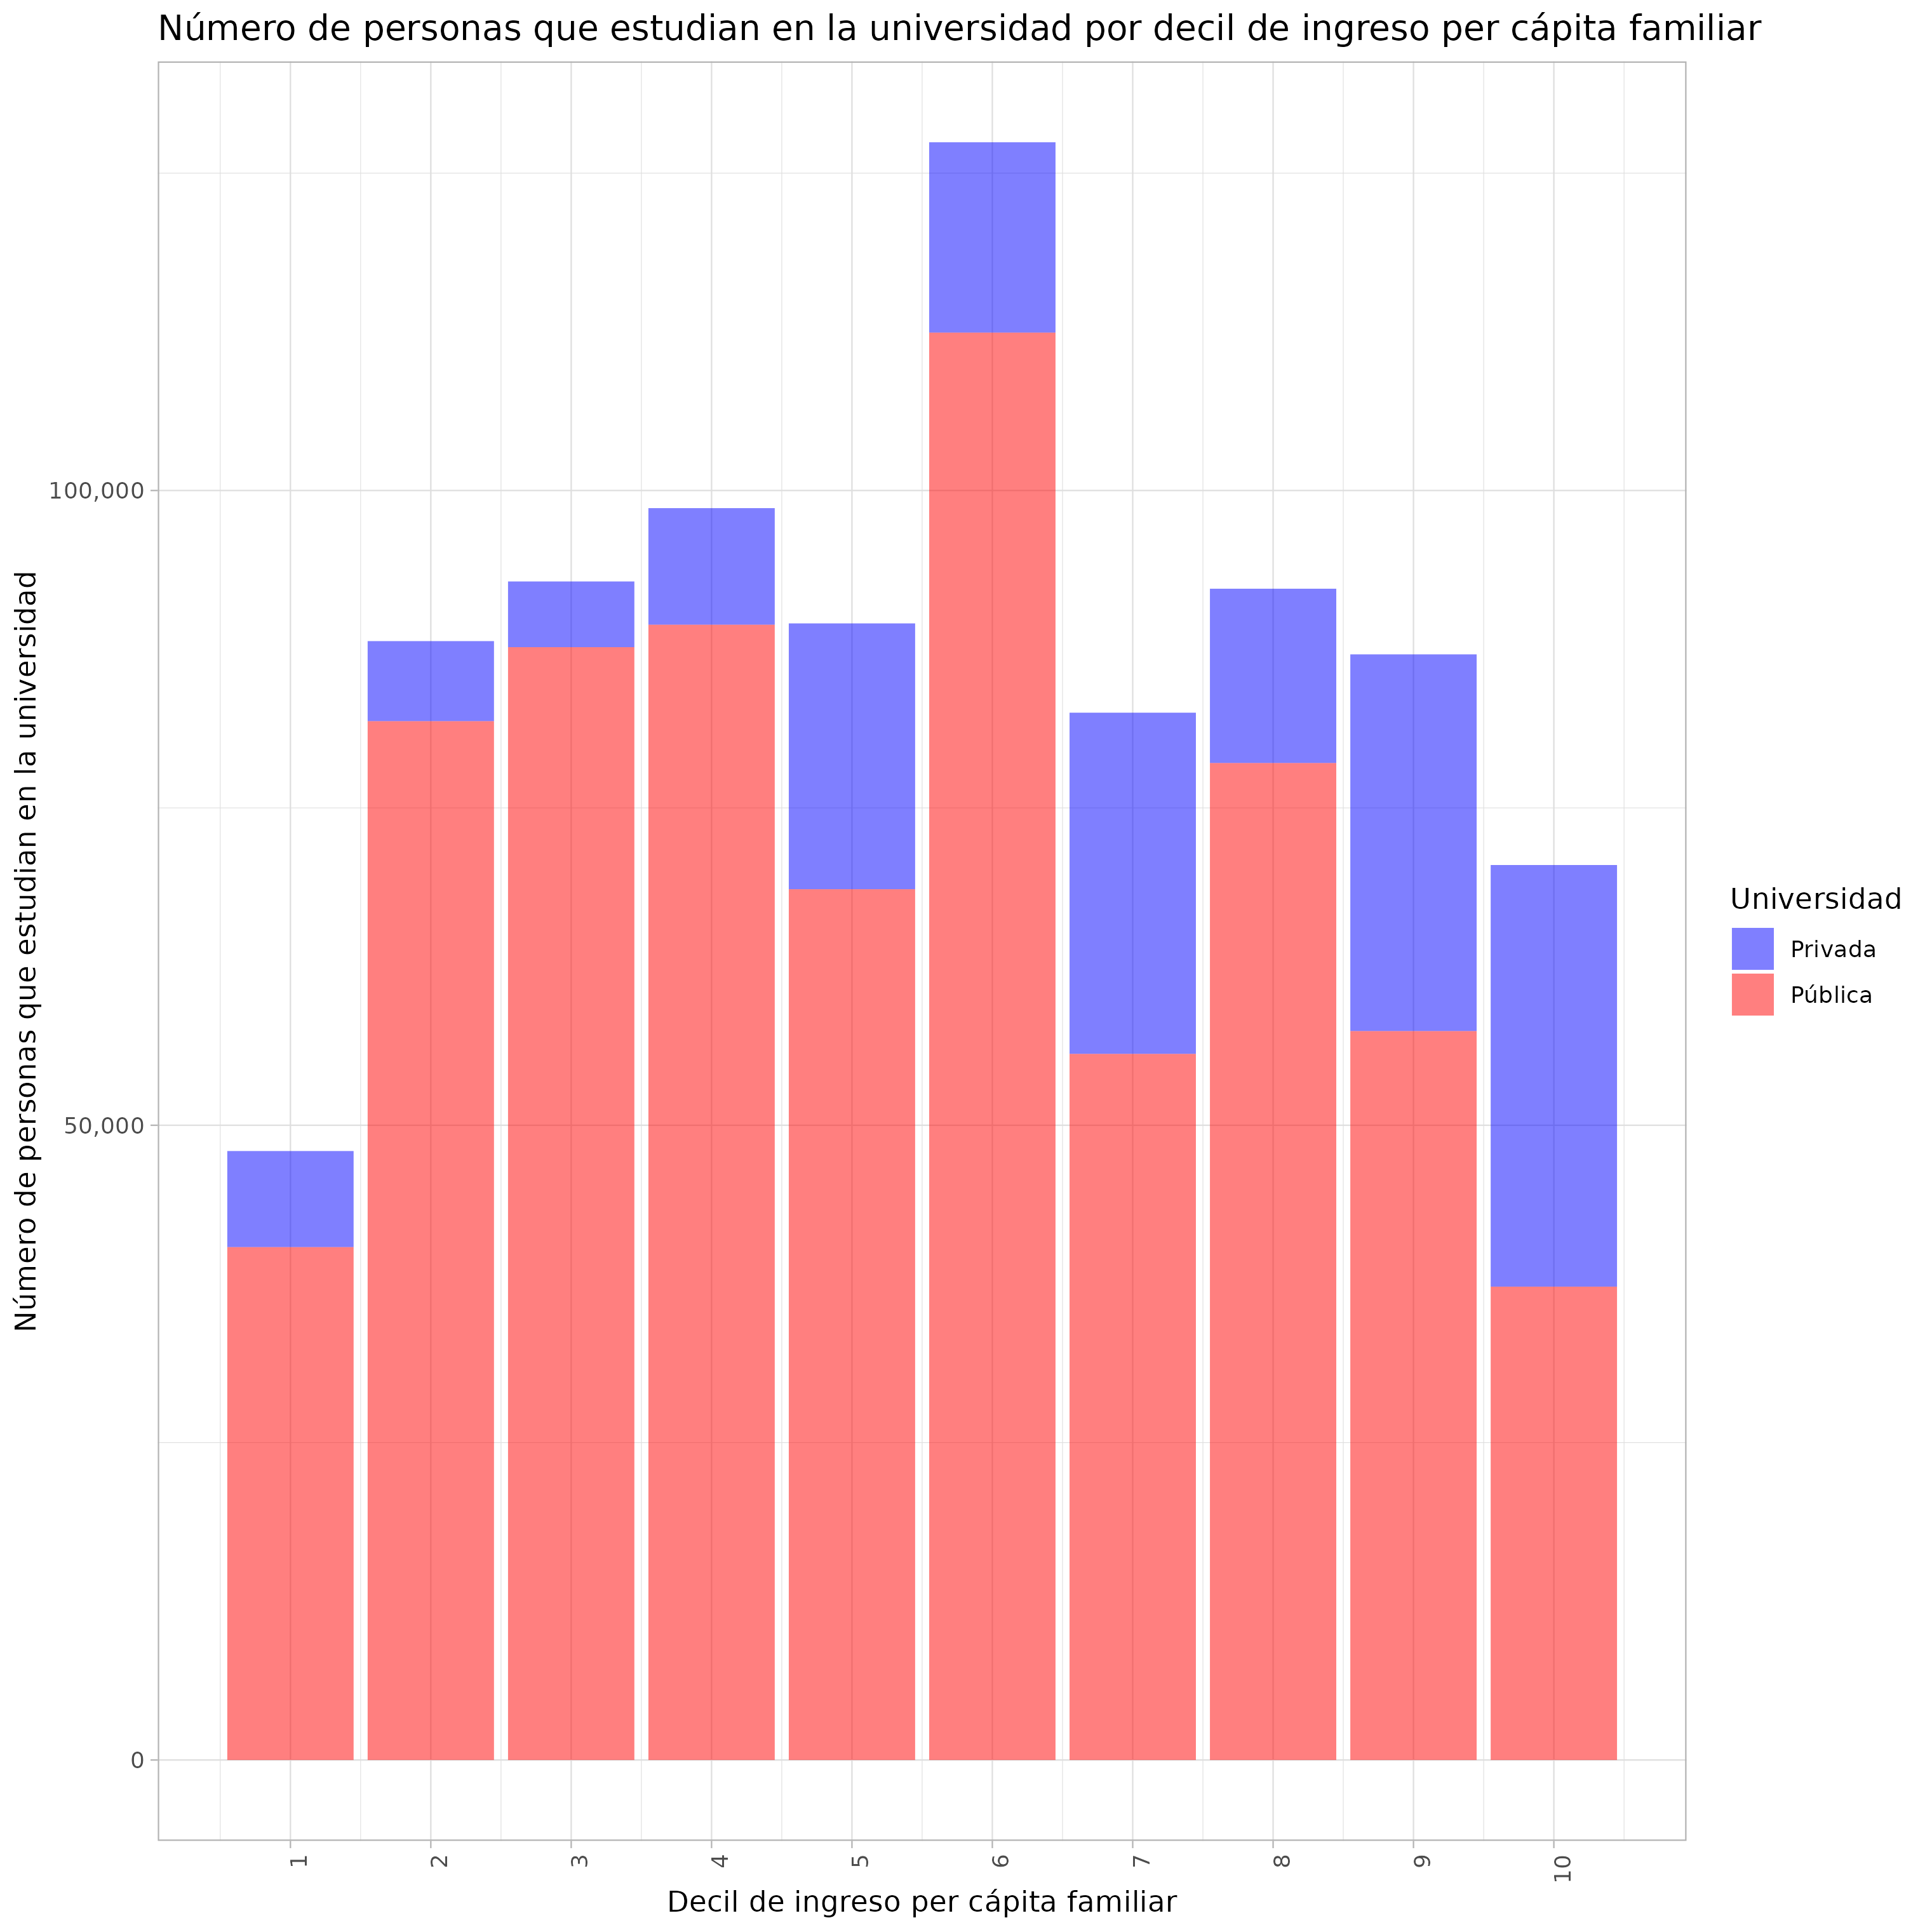 Número de personas que estudian en la universidad por decil de ingreso per cápita familiar
Número de personas que estudian en la universidad
100,000
50,000
0
1
2
3
4
5
6
7
8
9
10
Decil de ingreso per cápita familiar
Universidad
Privada
Pública